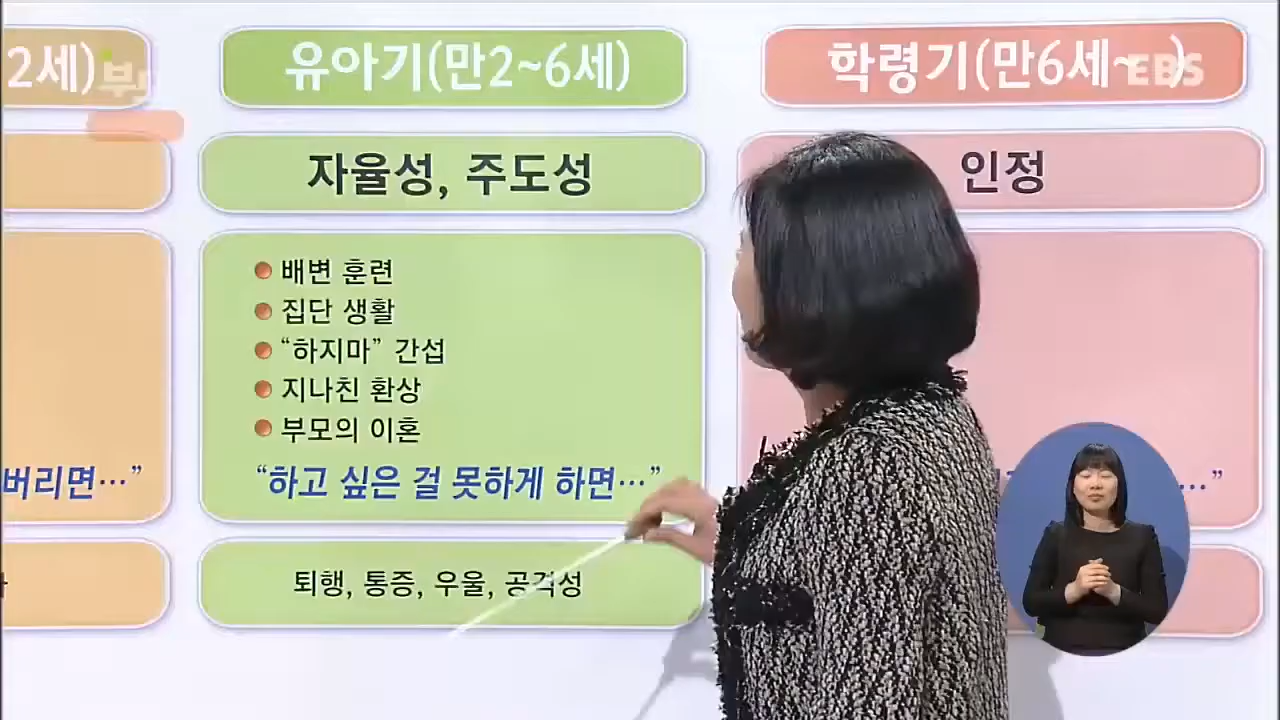 2세)
부
유아기(만2~6세)
학령기(만6세~ )
EBS
자율성, 주도성
인정
배변 훈련
집단 생활
“하지마” 간섭
지나친 환상
부모의 이혼
버리면…”
“하고 싶은 걸 못하게 하면…”
…”
퇴행, 통증, 우울, 공격성